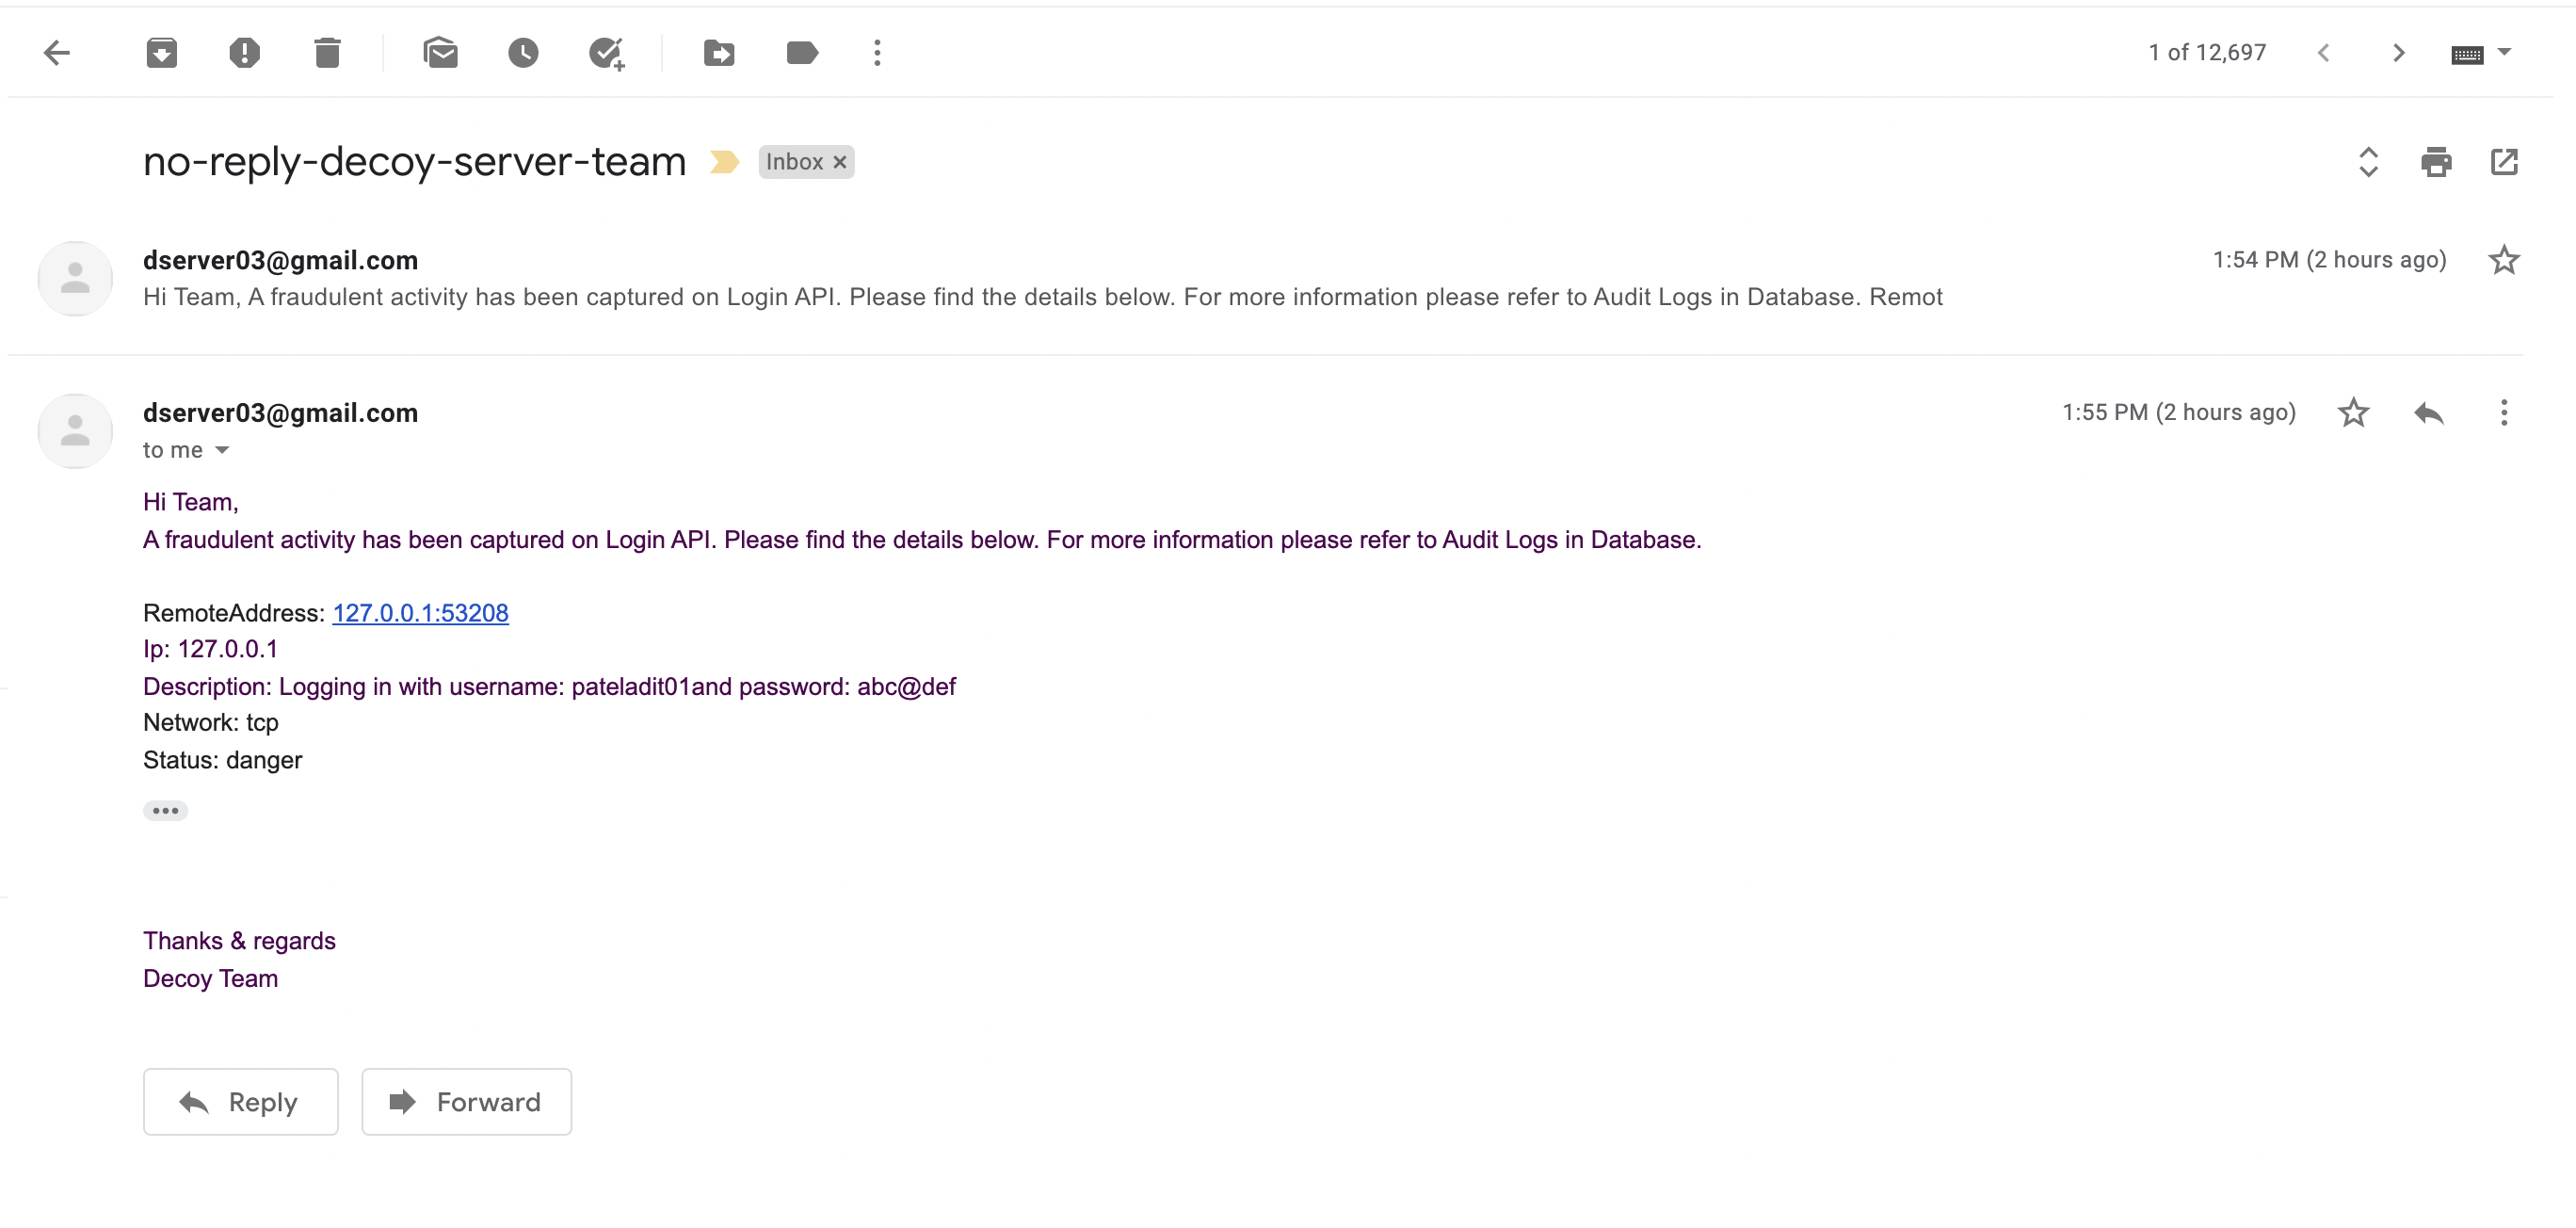 1 of 12,697
no-reply-decoy-server-team Inbox ×
dserver03@gmail.com 1:54 PM (2 hours ago)
Hi Team, A fraudulent activity has been captured on Login API. Please find the details below. For more information please refer to Audit Logs in Database. Remot
dserver03@gmail.com 1:55 PM (2 hours ago)
to me
Hi Team,
A fraudulent activity has been captured on Login API. Please find the details below. For more information please refer to Audit Logs in Database.
RemoteAddress: 127.0.0.1:53208
Ip: 127.0.0.1
Description: Logging in with username: pateladit01and password: abc@def
Network: tcp
Status: danger
Thanks & regards
Decoy Team
Reply Forward